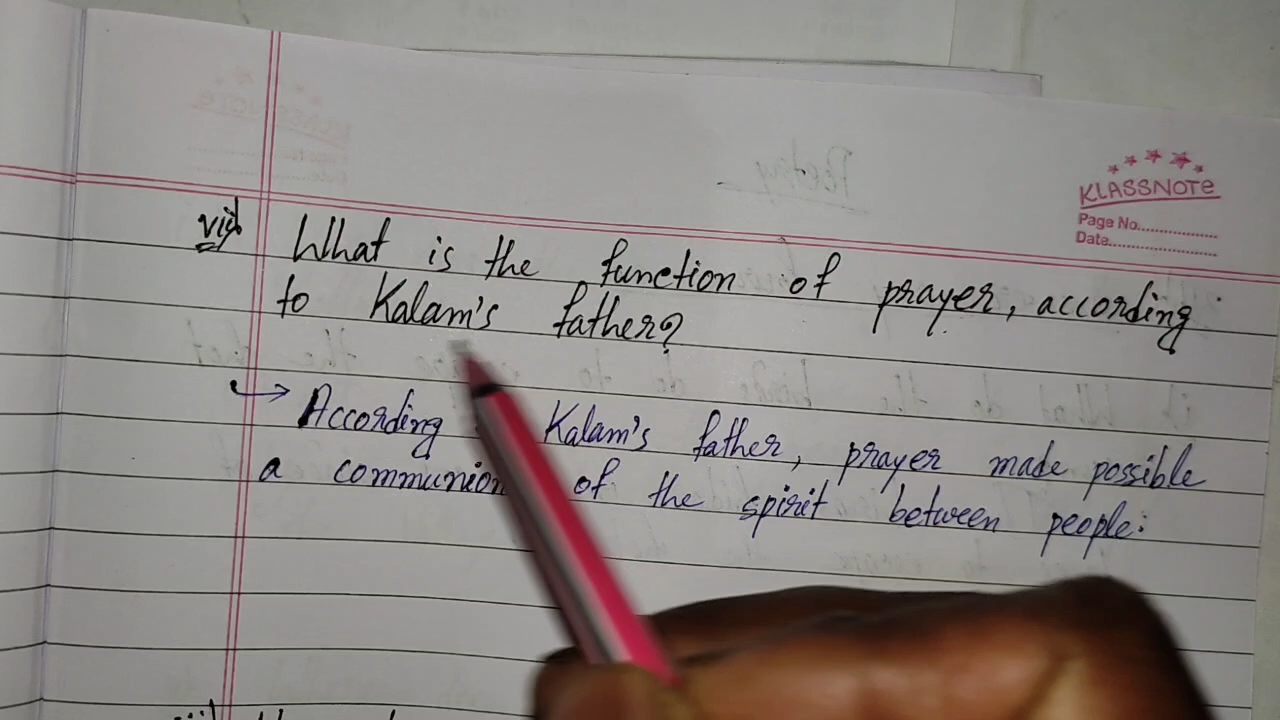 KLASSNOTE
Page No..................
Date........................
vii) What is the function of prayer, according
to Kalam's father?
→ According Kalam's father, prayer made possible
a communion of the spirit between people.